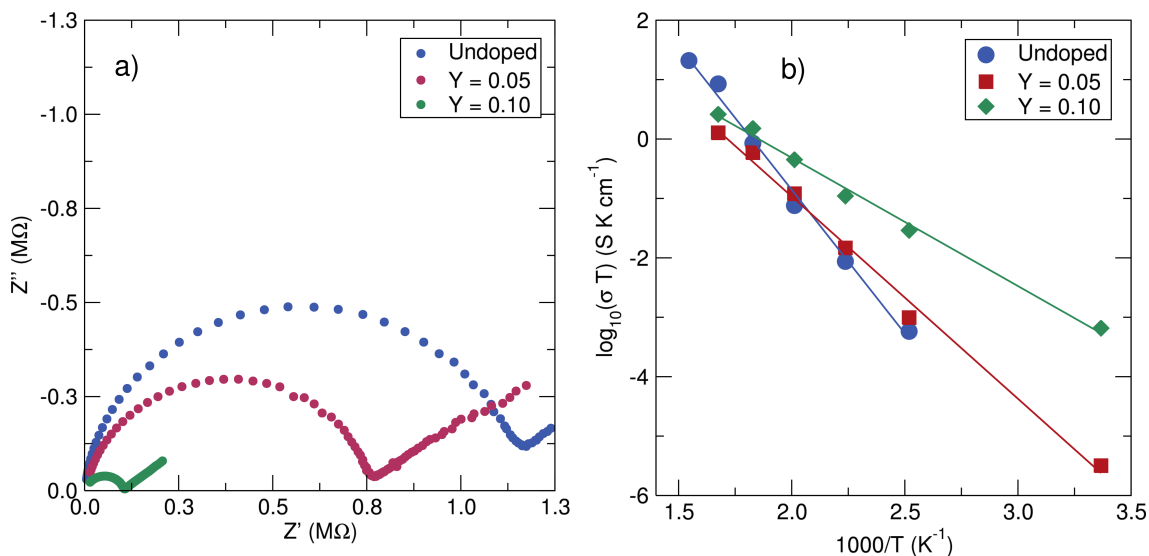 a)
Undoped
Y = 0.05
Y = 0.10
-1.3
-1.0
-0.8
-0.5
-0.3
0.0
Z'' (MΩ)
0.0 0.3 0.5 0.8 1.0 1.3
Z' (MΩ)
b)
Undoped
Y = 0.05
Y = 0.10
2
0
-2
-4
-6
log₁₀(σ T) (S K cm⁻¹)
1.5 2.0 2.5 3.0 3.5
1000/T (K⁻¹)